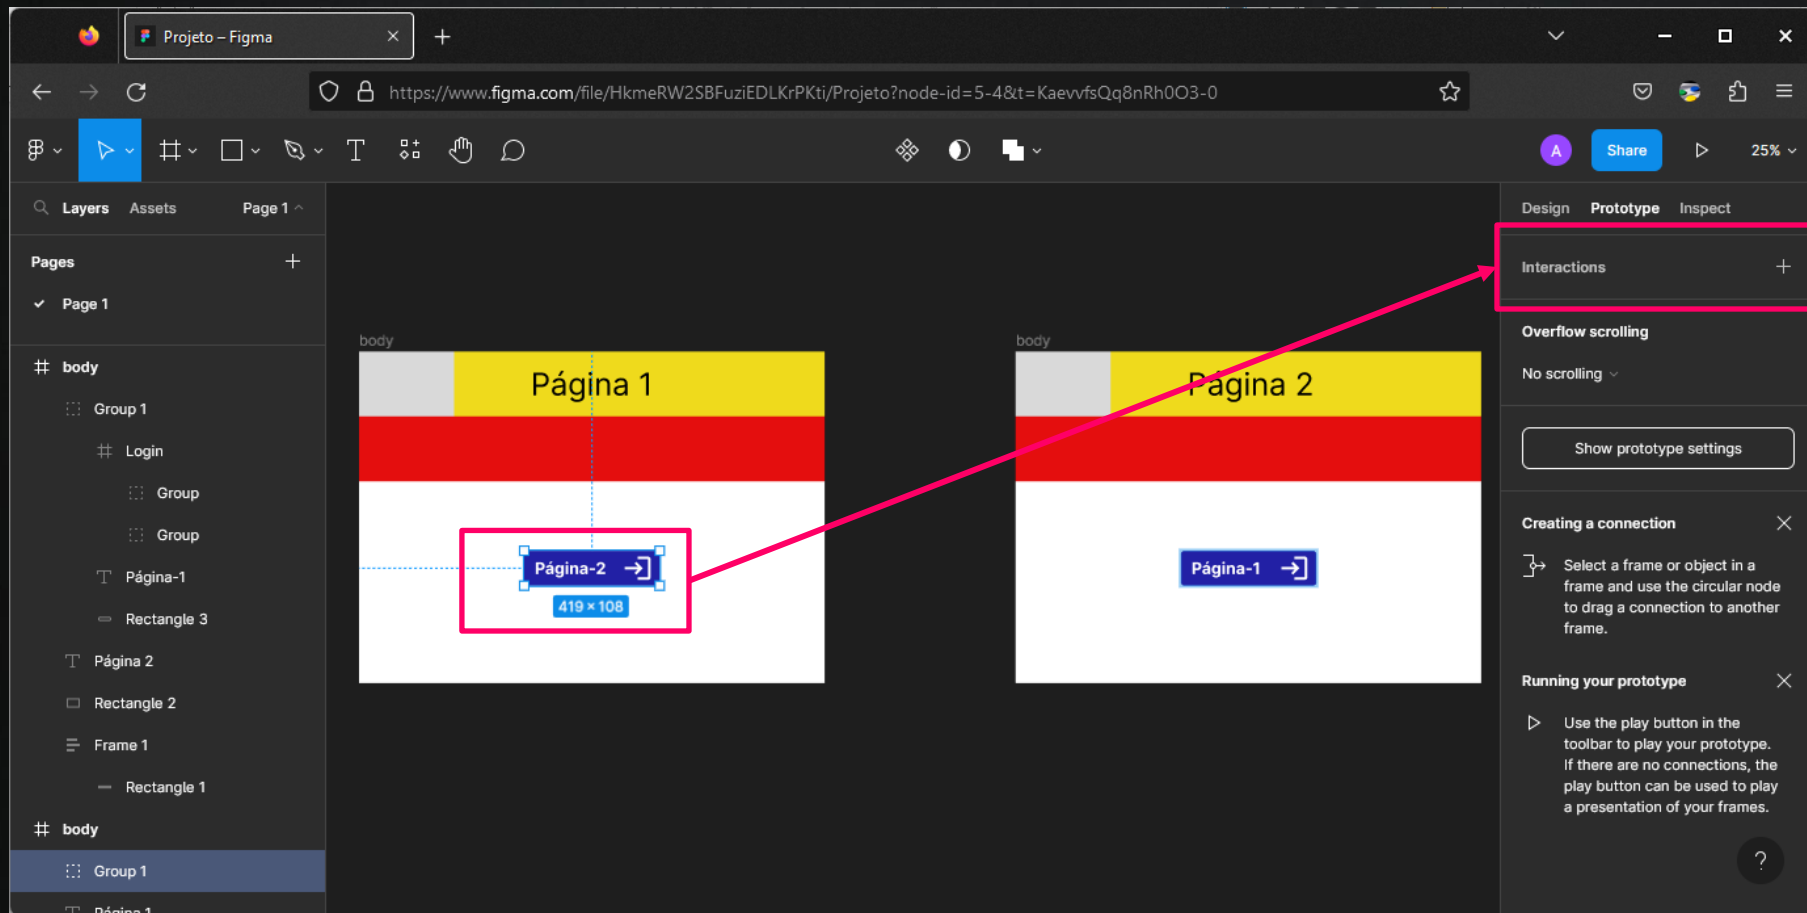 Projeto – Figma
https://www.figma.com/file/HkmeRW2SBFuziEDLKrPKti/Projeto?node-id=5-4&t=KaevvfsQq8nRh0O3-0
A
Share
25%
Layers Assets Page 1
Pages
Page 1
body
Group 1
Login
Group
Group
Página-1
Rectangle 3
Página 2
Rectangle 2
Frame 1
Rectangle 1
body
Group 1
Página 1
body
Página 1
Página-2
419 × 108
body
Página 2
Página-1
Design Prototype Inspect
Interactions
Overflow scrolling
No scrolling
Show prototype settings
Creating a connection
Select a frame or object in a
frame and use the circular node
to drag a connection to another
frame.
Running your prototype
Use the play button in the
toolbar to play your prototype.
If there are no connections, the
play button can be used to play
a presentation of your frames.
?